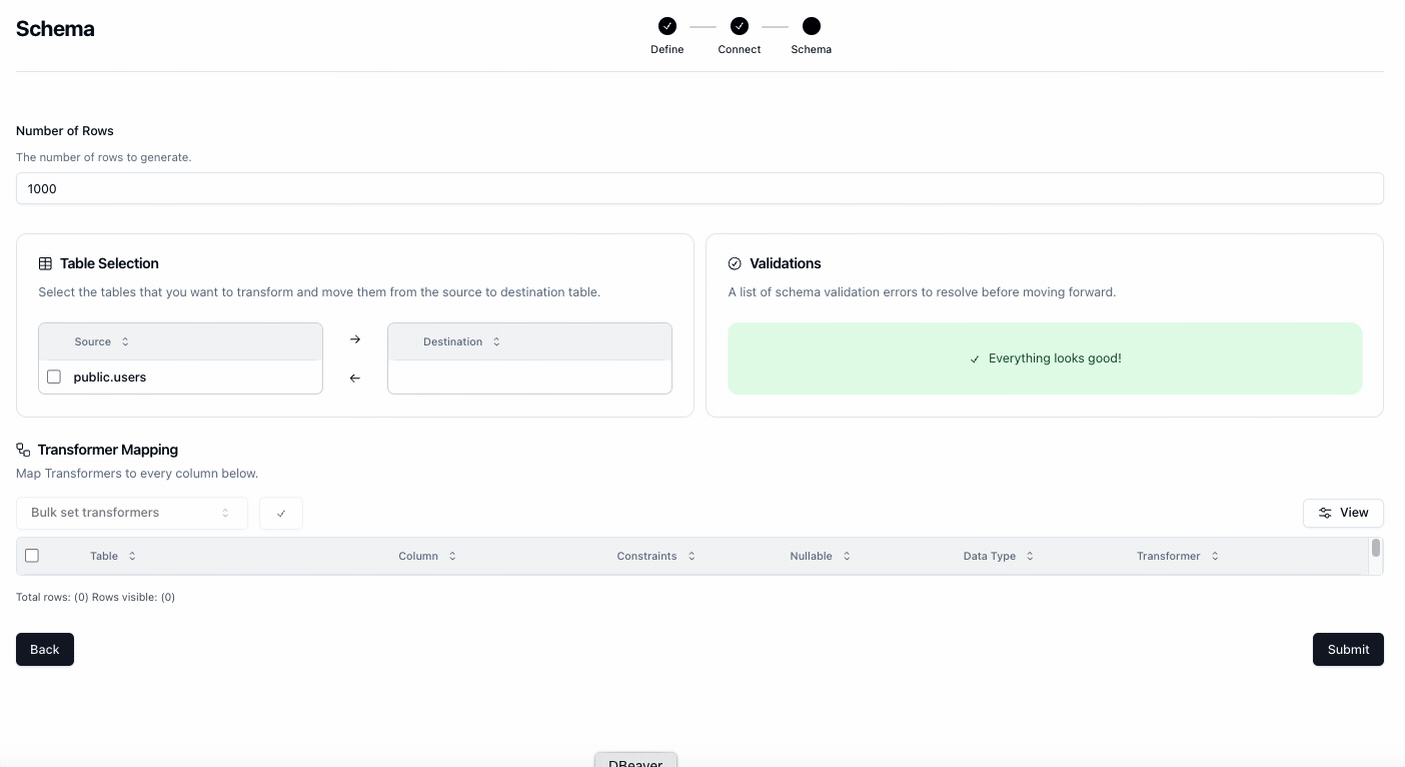 Schema
Define
Connect
Schema
Number of Rows
The number of rows to generate.
1000
Table Selection
Select the tables that you want to transform and move them from the source to destination table.
Source
Destination
public.users
Validations
A list of schema validation errors to resolve before moving forward.
Everything looks good!
Transformer Mapping
Map Transformers to every column below.
Bulk set transformers
View
Table Column Constraints Nullable Data Type Transformer
Total rows: (0) Rows visible: (0)
Back
Submit
DBeaver